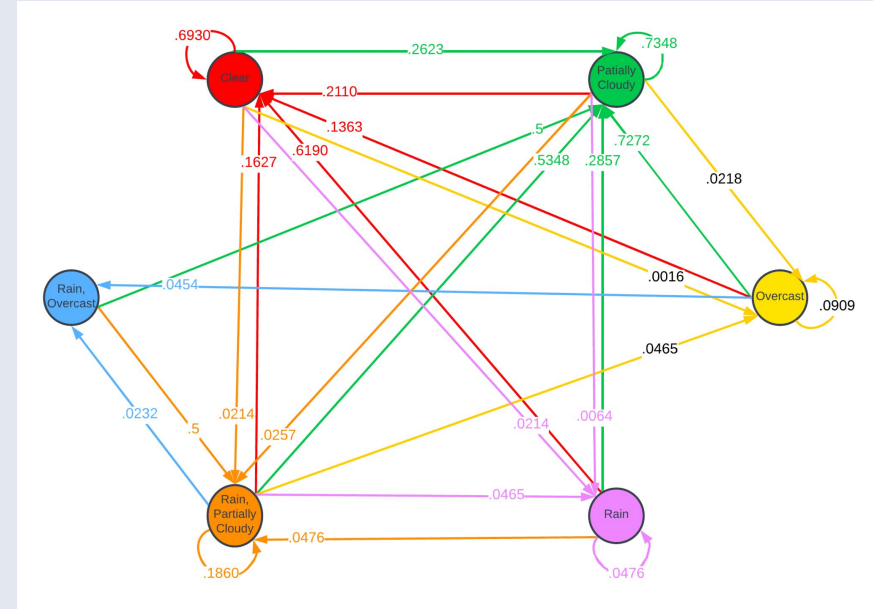 .6930
.2623
.7348
Clear
Patially
Cloudy
.2110
.1363
.5
.7272
.1627
.6190
.5348
.2857
.0218
Rain,
Overcast
.0454
.0016
Overcast
.0909
.0465
.0232
.5
.0214
.0257
.0214
.0064
Rain,
Partially
Cloudy
.0465
Rain
.0476
.1860
.0476